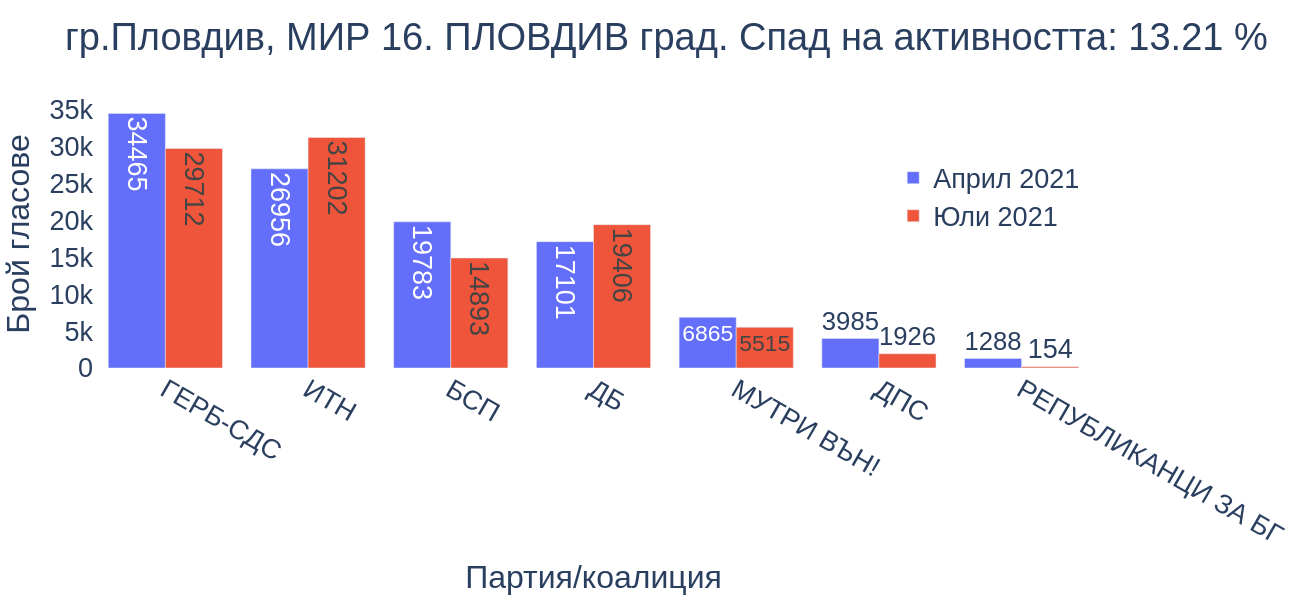 гр.Пловдив, МИР 16. ПЛОВДИВ град. Спад на активността: 13.21 %
Брой гласове
35k
30k
25k
20k
15k
10k
5k
0
34465
29712
26956
31202
19783
14893
17101
19406
6865
5515
3985
1926
1288
154
Април 2021
Юли 2021
ГЕРБ-СДС
ИТН
БСП
ДБ
МУТРИ ВЪН!
ДПС
РЕПУБЛИКАНЦИ ЗА БГ
Партия/коалиция